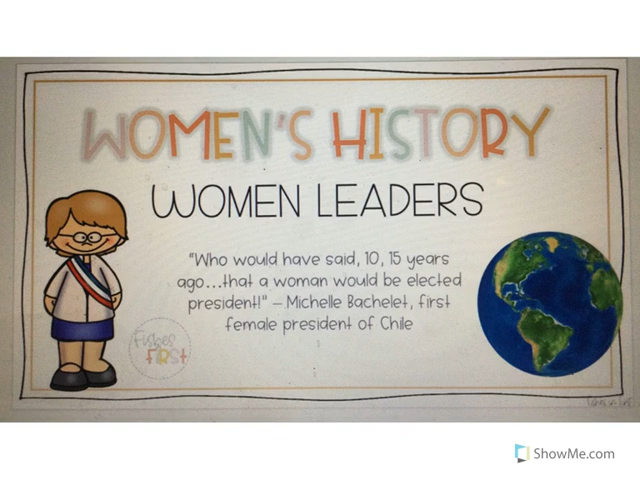 WOMEN'S HISTORY
WOMEN LEADERS
"Who would have said, 10, 15 years
ago...that a woman would be elected
president!" – Michelle Bachelet, first
female president of Chile
Fishes
FIRST
ShowMe.com